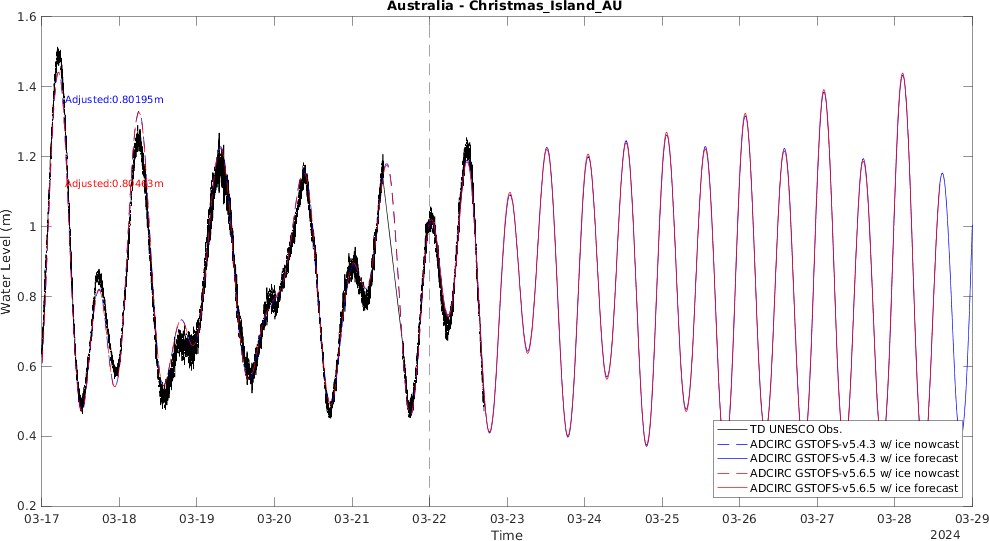 Australia - Christmas_Island_AU
1.6
1.4
1.2
1
0.8
0.6
0.4
0.2
Water Level (m)
Adjusted:0.80195m
Adjusted:0.80463m
TD UNESCO Obs.
ADCIRC GSTOFS-v5.4.3 w/ ice nowcast
ADCIRC GSTOFS-v5.4.3 w/ ice forecast
ADCIRC GSTOFS-v5.6.5 w/ ice nowcast
ADCIRC GSTOFS-v5.6.5 w/ ice forecast
03-17 03-18 03-19 03-20 03-21 03-22 03-23 03-24 03-25 03-26 03-27 03-28 03-29
Time
2024